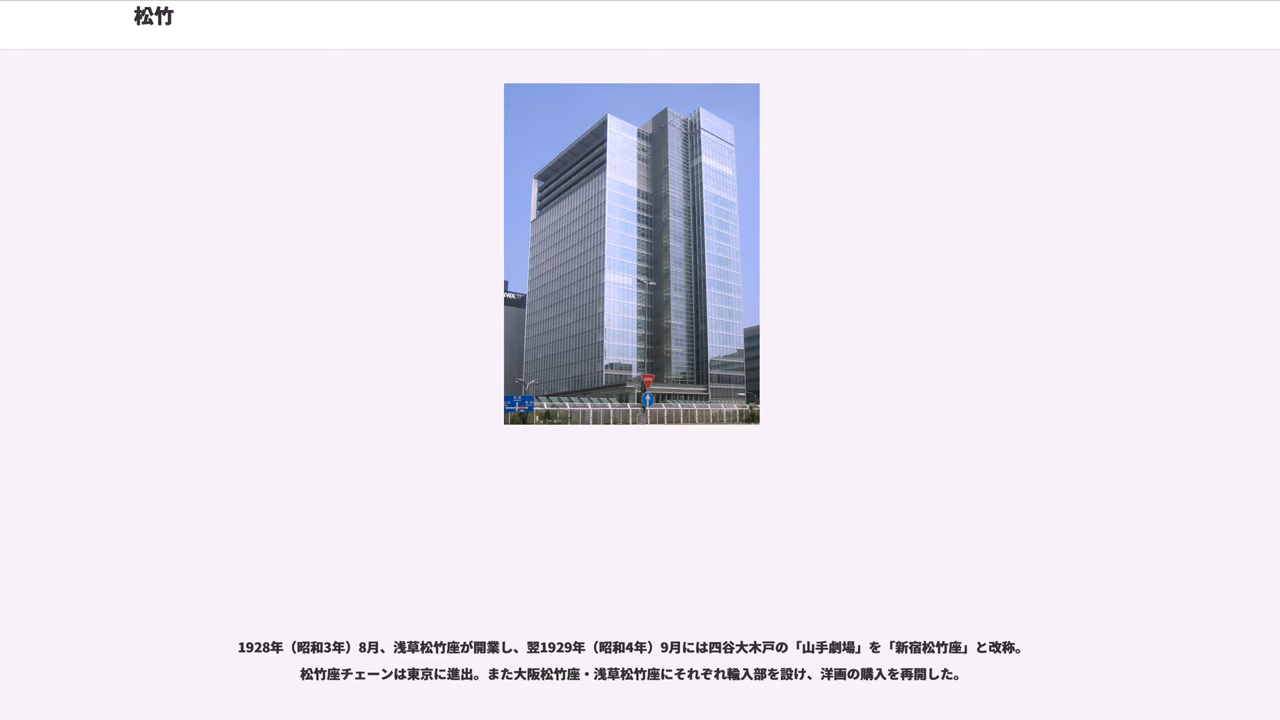 松竹
1928年（昭和3年）8月、浅草松竹座が開業し、翌1929年（昭和4年）9月には四谷大木戸の「山手劇場」を「新宿松竹座」と改称。
松竹座チェーンは東京に進出。また大阪松竹座・浅草松竹座にそれぞれ輸入部を設け、洋画の購入を再開した。